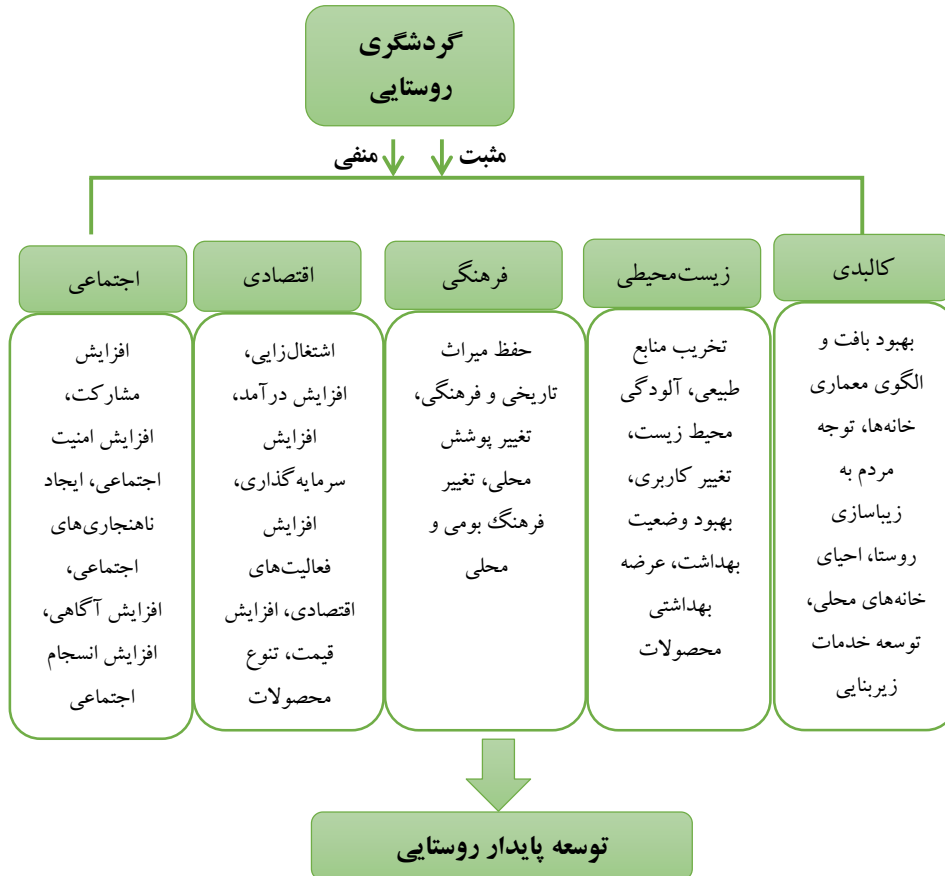 گردشگری
روستایی
مثبت
منفی
کالبدی
بهبود بافت و
الگوی معماری
خانه‌ها، توجه
مردم به
زیباسازی
روستا، احیای
خانه‌های محلی،
توسعه خدمات
زیربنایی
زیست‌محیطی
تخریب منابع
طبیعی، آلودگی
محیط زیست،
تغییر کاربری،
بهبود وضعیت
بهداشت، عرضه
بهداشتی
محصولات
فرهنگی
حفظ میراث
تاریخی و فرهنگی،
تغییر پوشش
محلی، تغییر
فرهنگ بومی و
محلی
اقتصادی
اشتغال‌زایی،
افزایش درآمد،
افزایش
سرمایه‌گذاری،
افزایش
فعالیت‌های
اقتصادی، افزایش
قیمت، تنوع
محصولات
اجتماعی
افزایش
مشارکت،
افزایش امنیت
اجتماعی، ایجاد
ناهنجاری‌های
اجتماعی،
افزایش آگاهی،
افزایش انسجام
اجتماعی
توسعه پایدار روستایی